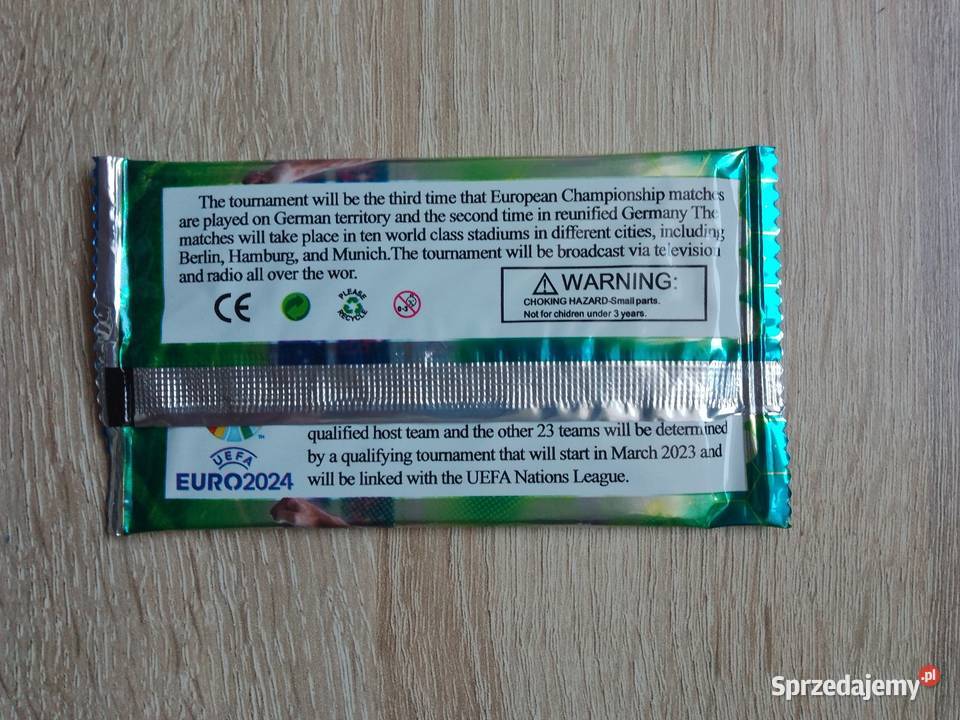 The tournament will be the third time that European Championship matches
are played on German territory and the second time in reunified Germany The
matches will take place in ten world class stadiums in different cities, including
Berlin, Hamburg, and Munich.The tournament will be broadcast via television
and radio all over the wor.
CE
PLEASE
RECYCLE
0-3
WARNING:
CHOKING HAZARD-Small parts.
Not for children under 3 years.
qualified host team and the other 23 teams will be determined
by a qualifying tournament that will start in March 2023 and
will be linked with the UEFA Nations League.
TM
UEFA
EURO2024
Sprzedajemy.pl